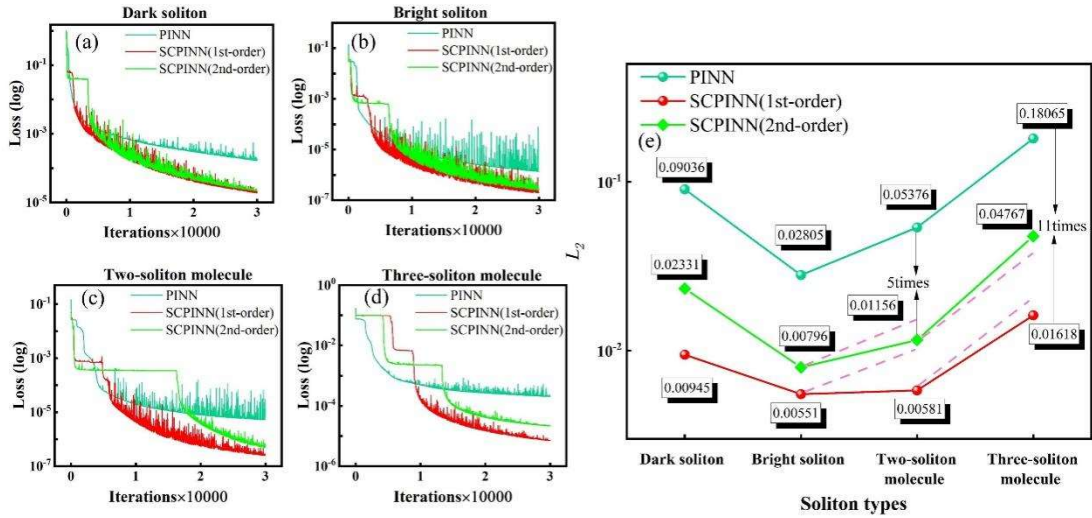 Dark soliton
(a)
PINN
SCPINN(1st-order)
SCPINN(2nd-order)
Loss (log)
10⁻¹
10⁻³
10⁻⁵
0 1 2 3
Iterations×10000
Bright soliton
(b)
PINN
SCPINN(1st-order)
SCPINN(2nd-order)
Loss (log)
10⁻¹
10⁻³
10⁻⁵
10⁻⁷
0 1 2 3
Iterations×10000
Two-soliton molecule
(c)
PINN
SCPINN(1st-order)
SCPINN(2nd-order)
Loss (log)
10⁻¹
10⁻³
10⁻⁵
10⁻⁷
0 1 2 3
Iterations×10000
Three-soliton molecule
(d)
PINN
SCPINN(1st-order)
SCPINN(2nd-order)
Loss (log)
10⁰
10⁻²
10⁻⁴
10⁻⁶
0 1 2 3
Iterations×10000
PINN
SCPINN(1st-order)
SCPINN(2nd-order)
(e)
L₂
10⁻¹
10⁻²
0.09036
0.02805
0.05376
0.18065
0.02331
0.00796
0.01156
0.04767
0.00945
0.00551
0.00581
0.01618
5times
11times
Dark soliton
Bright soliton
Two-soliton
molecule
Three-soliton
molecule
Soliton types